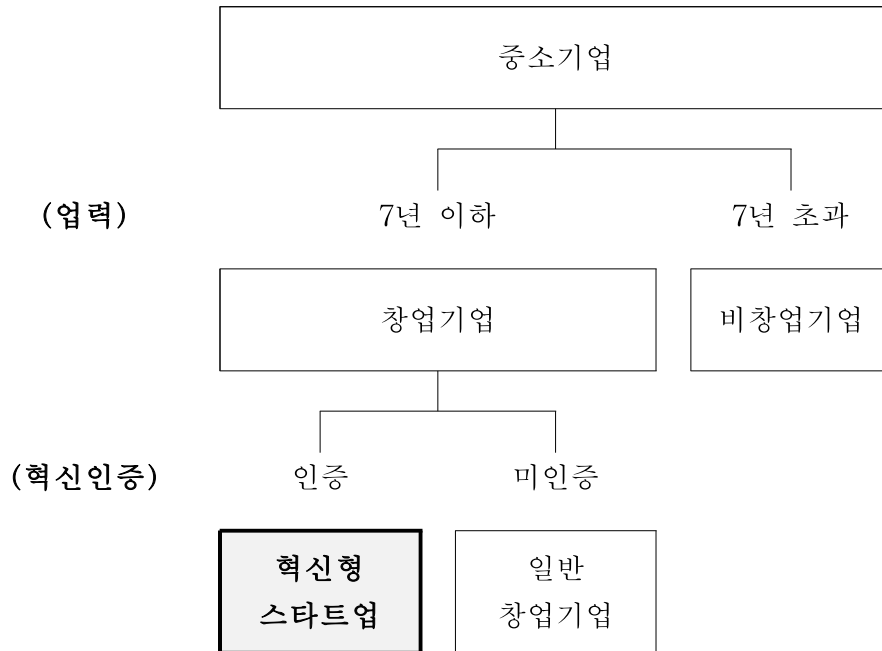 중소기업
(업력)
7년 이하
7년 초과
창업기업
비창업기업
(혁신인증)
인증
미인증
혁신형
스타트업
일반
창업기업